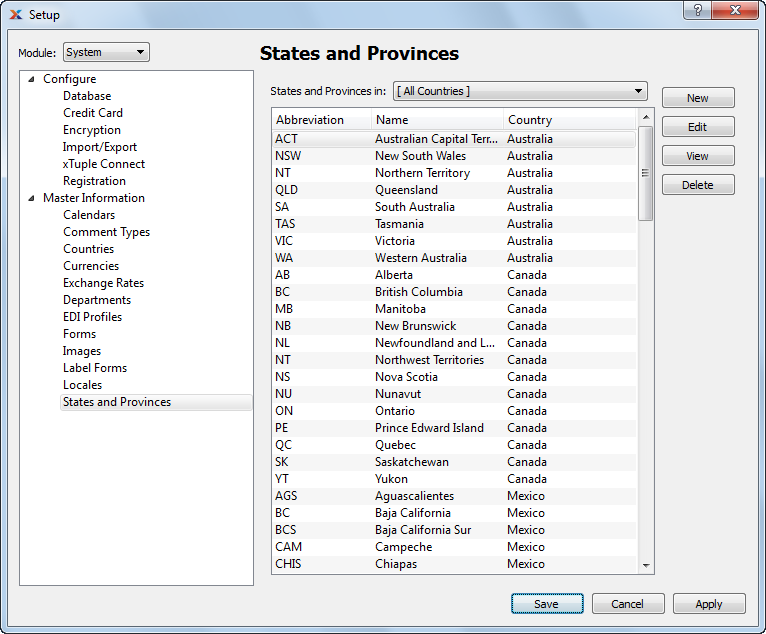 Setup
Module: System
States and Provinces
Configure
Database
Credit Card
Encryption
Import/Export
xTuple Connect
Registration
Master Information
Calendars
Comment Types
Countries
Currencies
Exchange Rates
Departments
EDI Profiles
Forms
Images
Label Forms
Locales
States and Provinces
States and Provinces in: [ All Countries ]
Abbreviation Name Country
ACT Australian Capital Terr... Australia
NSW New South Wales Australia
NT Northern Territory Australia
QLD Queensland Australia
SA South Australia Australia
TAS Tasmania Australia
VIC Victoria Australia
WA Western Australia Australia
AB Alberta Canada
BC British Columbia Canada
MB Manitoba Canada
NB New Brunswick Canada
NL Newfoundland and L... Canada
NT Northwest Territories Canada
NS Nova Scotia Canada
NU Nunavut Canada
ON Ontario Canada
PE Prince Edward Island Canada
QC Quebec Canada
SK Saskatchewan Canada
YT Yukon Canada
AGS Aguascalientes Mexico
BC Baja California Mexico
BCS Baja California Sur Mexico
CAM Campeche Mexico
CHIS Chiapas Mexico
New
Edit
View
Delete
Save Cancel Apply